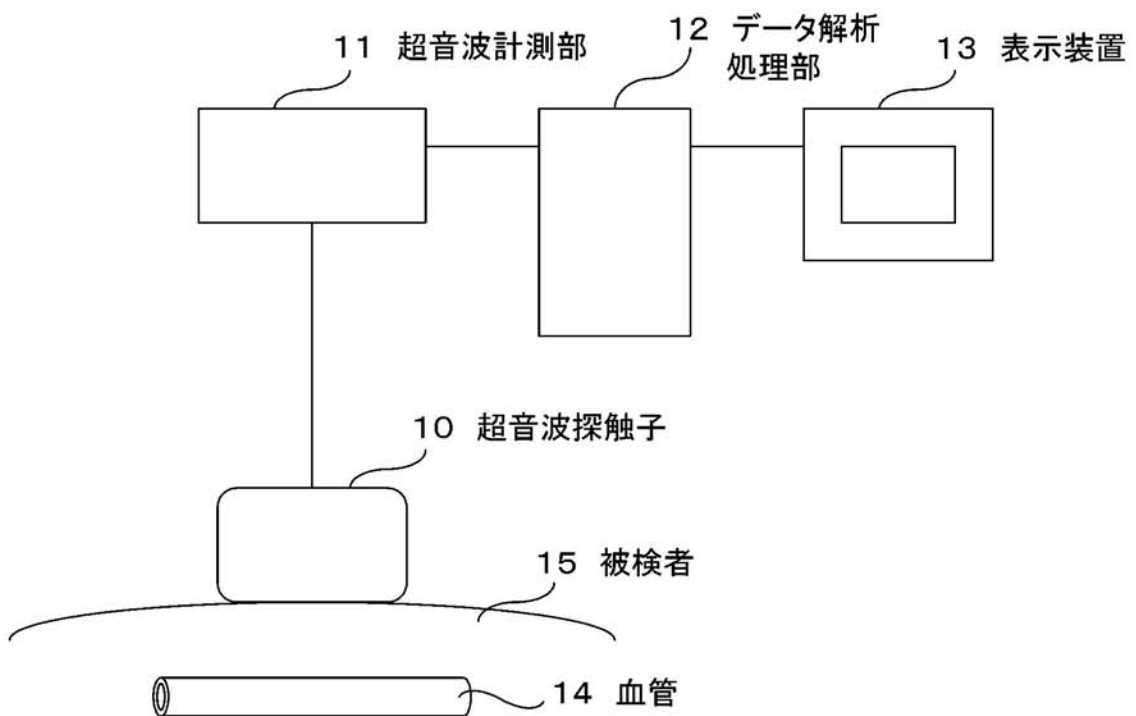 11 超音波計測部
12 データ解析
処理部
13 表示装置
10 超音波探触子
15 被検者
14 血管